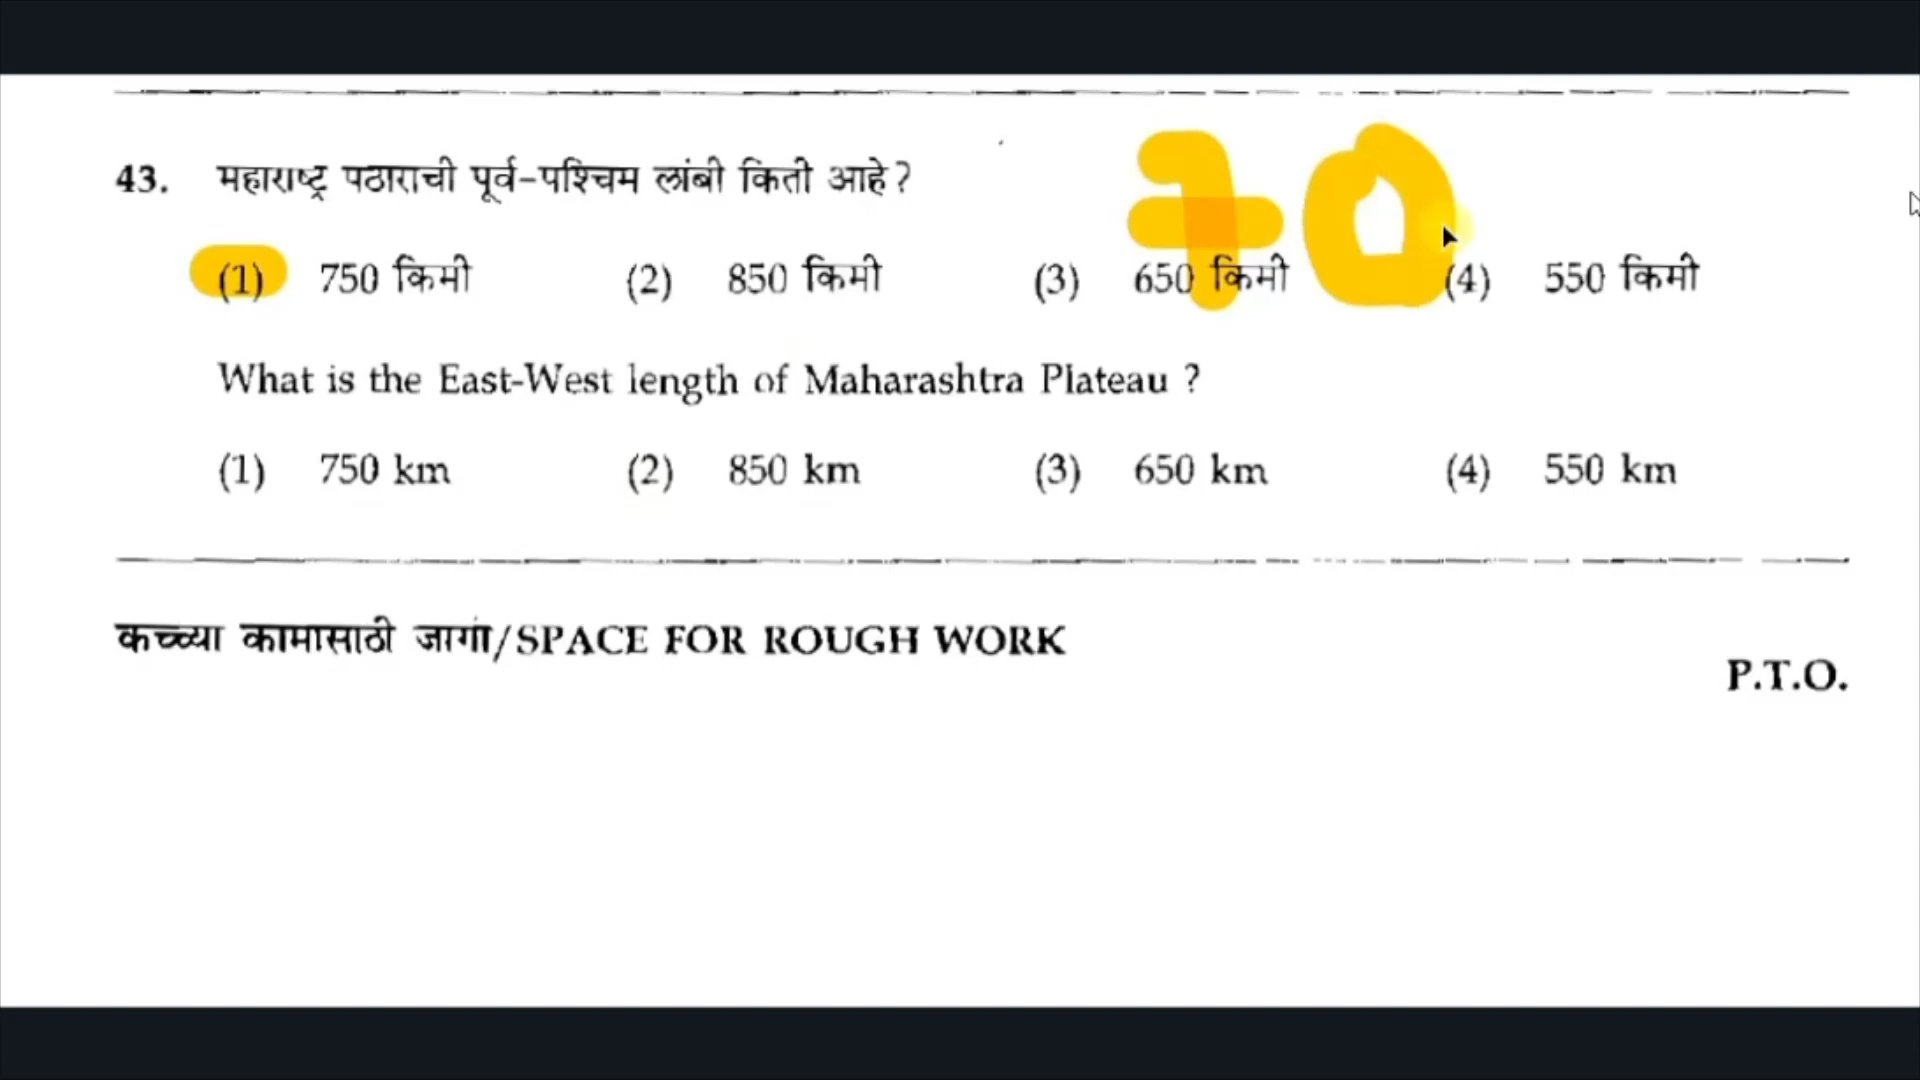 43. महाराष्ट्र पठाराची पूर्व-पश्चिम लांबी किती आहे?
(1) 750 किमी (2) 850 किमी (3) 650 किमी (4) 550 किमी
70
What is the East-West length of Maharashtra Plateau ?
(1) 750 km (2) 850 km (3) 650 km (4) 550 km
कच्च्या कामासाठी जागा/SPACE FOR ROUGH WORK
P.T.O.